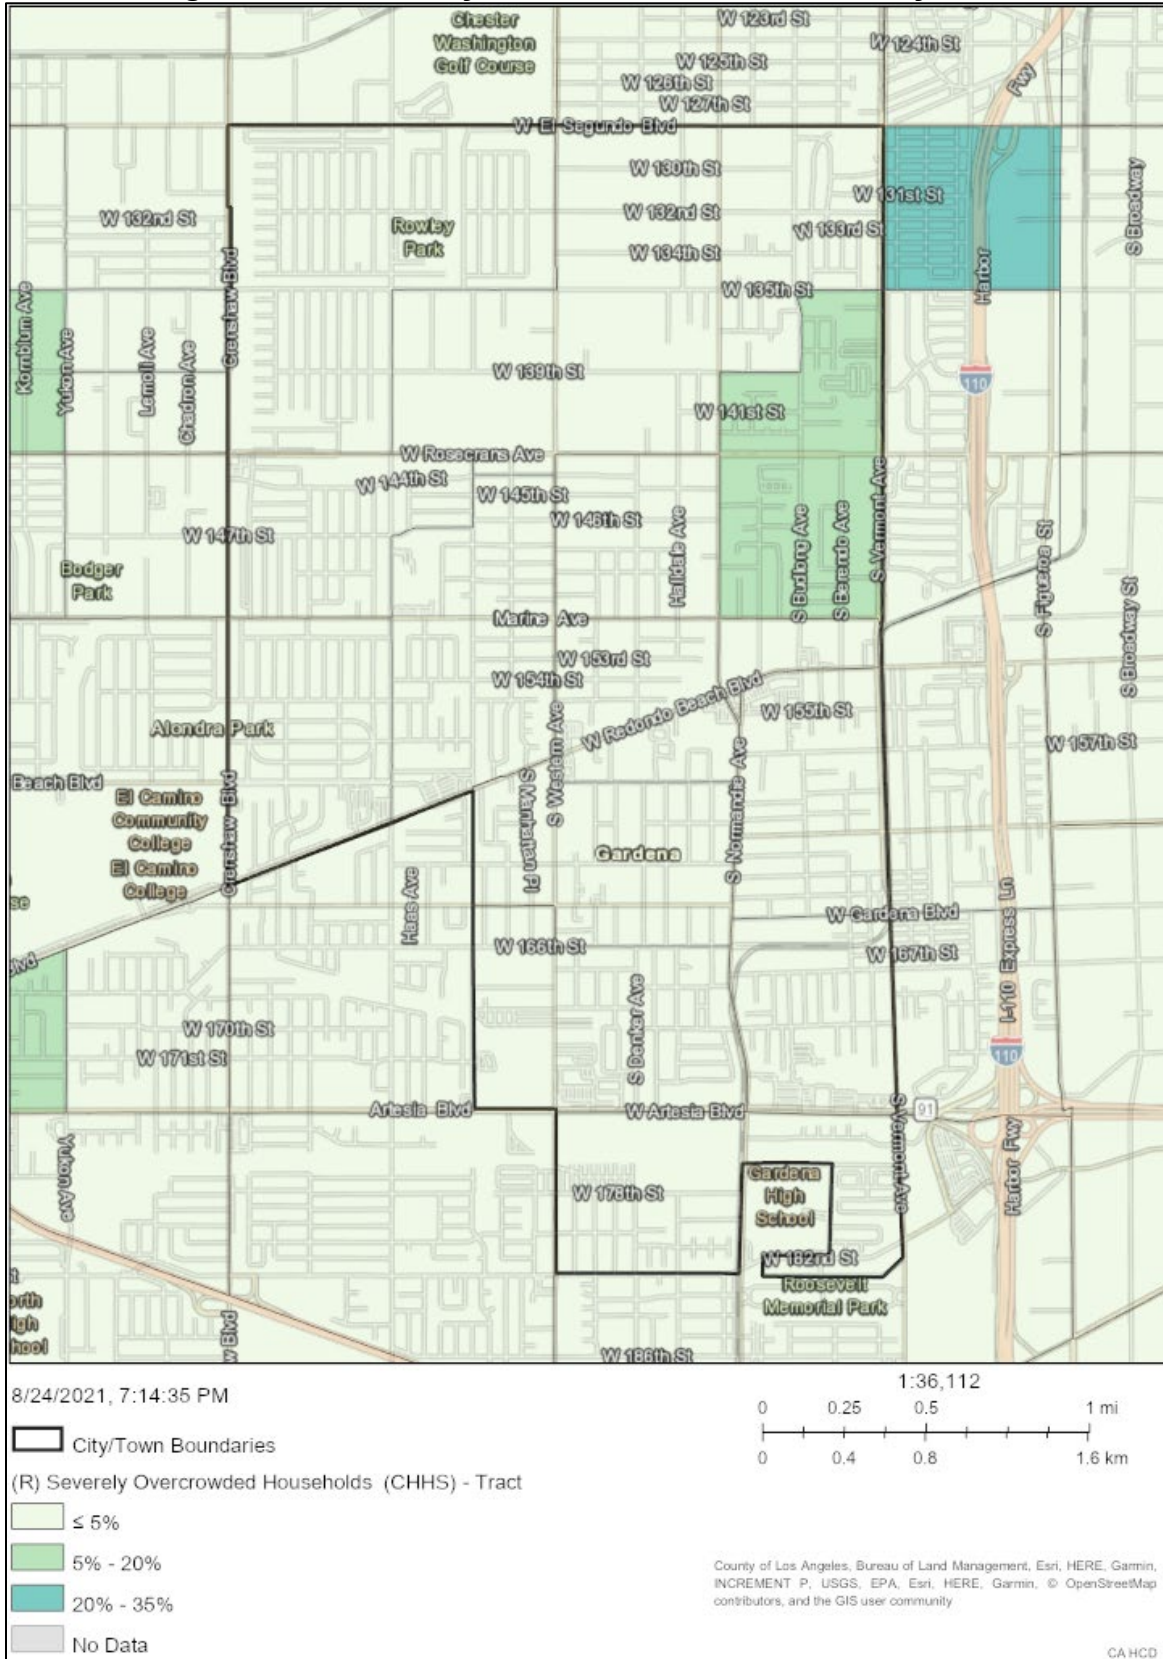 Chester
Washington
Golf Course
W 123rd St
W 124th St
W 125th St
W 126th St
W 127th St
Fwy
W El Segundo Blvd
W 130th St
W 131st St
S Broadway
W 132nd St
Rowley
Park
W 132nd St
W 133rd St
W 134th St
Crenshaw Blvd
Harbor
W 135th St
Kornblum Ave
Yukon Ave
Lemoli Ave
Chadron Ave
W 139th St
110
W 141st St
W Rosecrans Ave
W 144th St
W 145th St
W 146th St
W 147th St
Halldale Ave
S Budlong Ave
S Berendo Ave
S Vermont Ave
S Figueroa St
Bodger
Park
Marine Ave
S Broadway St
W 153rd St
W 154th St
W Redondo Beach Blvd
W 155th St
Alondra Park
S Western Ave
W 157th St
Beach Blvd
El Camino
Community
College
El Camino
College
Crenshaw Blvd
S Manhattan Pl
S Normandie Ave
Gardena
Haas Ave
se
W Gardena Blvd
W 166th St
W 167th St
I-110 Express Ln
lvd
S Denker Ave
W 170th St
W 171st St
110
Artesia Blvd
W Artesia Blvd
91
S Vermont Ave
Harbor Fwy
Yukon Ave
W 178th St
Gardena
High
School
W 182nd St
Roosevelt
Memorial Park
st
orth
igh
hool
w Blvd
W 186th St
8/24/2021, 7:14:35 PM
1:36,112
0 0.25 0.5 1 mi
0 0.4 0.8 1.6 km
City/Town Boundaries
(R) Severely Overcrowded Households (CHHS) - Tract
≤ 5%
5% - 20%
20% - 35%
No Data
County of Los Angeles, Bureau of Land Management, Esri, HERE, Garmin,
INCREMENT P, USGS, EPA, Esri, HERE, Garmin, © OpenStreetMap
contributors, and the GIS user community
CA HCD